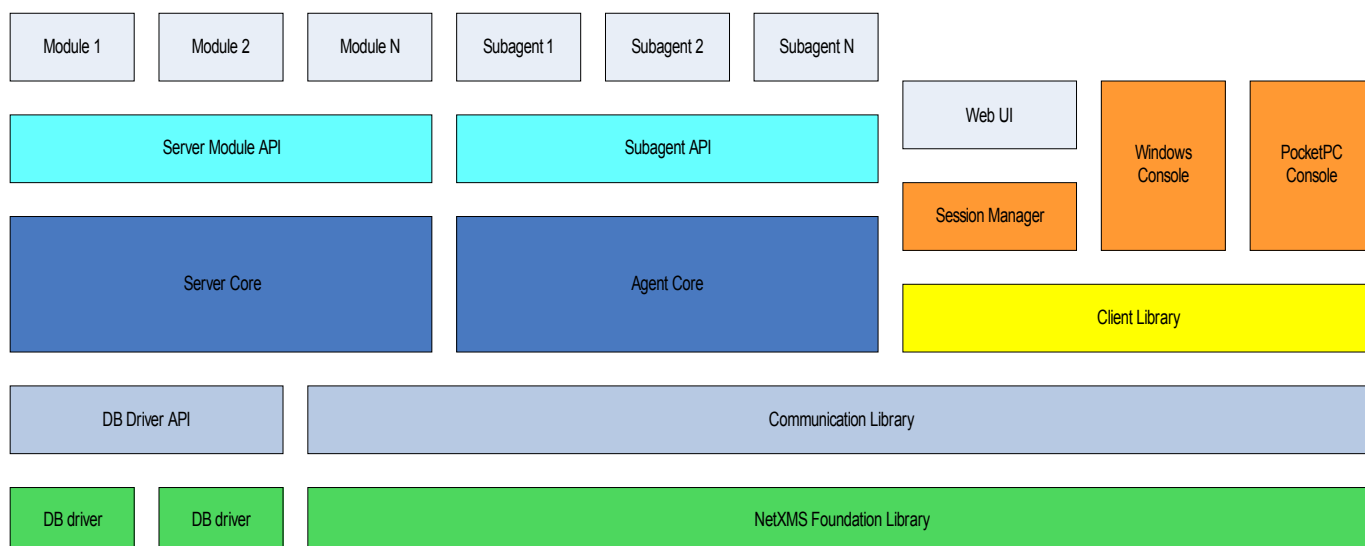 Module 1
Module 2
Module N
Subagent 1
Subagent 2
Subagent N
Web UI
Windows
Console
PocketPC
Console
Server Module API
Subagent API
Session Manager
Server Core
Agent Core
Client Library
DB Driver API
Communication Library
DB driver
DB driver
NetXMS Foundation Library